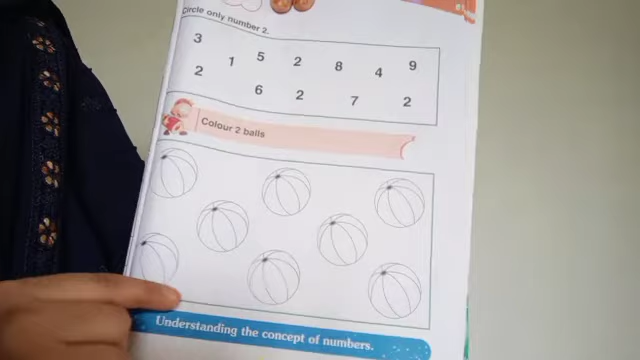 Circle only number 2.
3 1 5 2 8 4 9
2 6 2 7 2
Colour 2 balls
Understanding the concept of numbers.